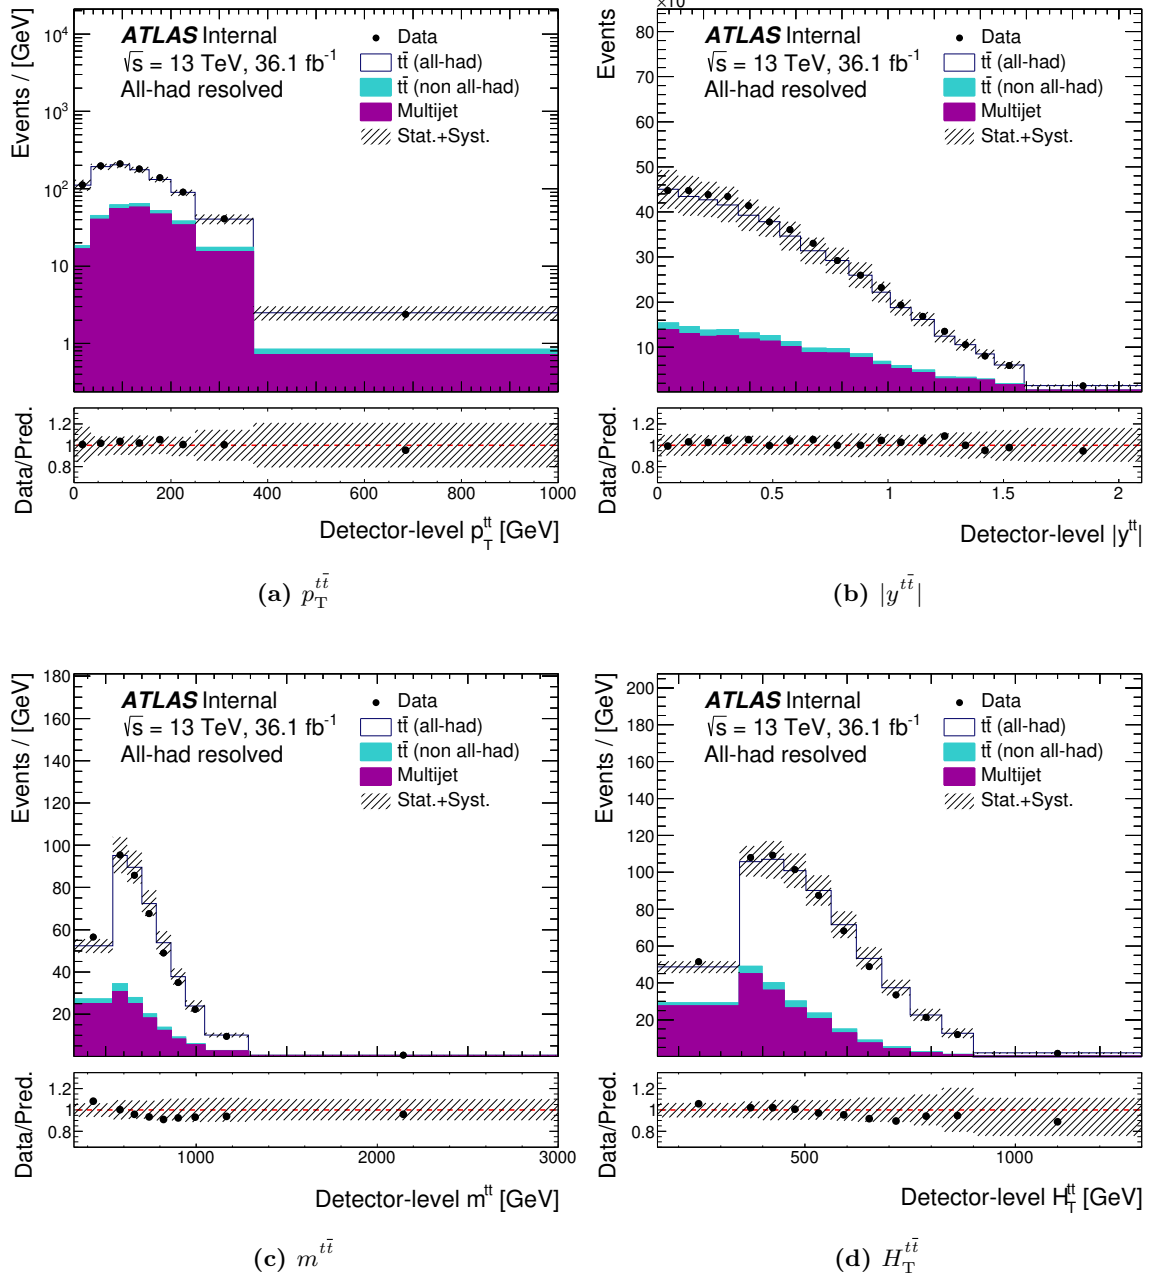 ATLAS Internal
√s = 13 TeV, 36.1 fb-1
All-had resolved
Data
tt̄ (all-had)
tt̄ (non all-had)
Multijet
Stat.+Syst.
Events / [GeV]
10^4
10^3
10^2
10
1
Data/Pred.
1.2
1
0.8
0 200 400 600 800 1000
Detector-level p_T^tt̄ [GeV]
(a) p_T^tt̄
ATLAS Internal
√s = 13 TeV, 36.1 fb-1
All-had resolved
Data
tt̄ (all-had)
tt̄ (non all-had)
Multijet
Stat.+Syst.
Events
80
70
60
50
40
30
20
10
Data/Pred.
1.2
1
0.8
0 0.5 1 1.5 2
Detector-level |y^tt̄|
(b) |y^tt̄|
ATLAS Internal
√s = 13 TeV, 36.1 fb-1
All-had resolved
Data
tt̄ (all-had)
tt̄ (non all-had)
Multijet
Stat.+Syst.
Events / [GeV]
180
160
140
120
100
80
60
40
20
Data/Pred.
1.2
1
0.8
1000 2000 3000
Detector-level m^tt̄ [GeV]
(c) m^tt̄
ATLAS Internal
√s = 13 TeV, 36.1 fb-1
All-had resolved
Data
tt̄ (all-had)
tt̄ (non all-had)
Multijet
Stat.+Syst.
Events / [GeV]
200
180
160
140
120
100
80
60
40
20
Data/Pred.
1.2
1
0.8
500 1000
Detector-level H_T^tt̄ [GeV]
(d) H_T^tt̄